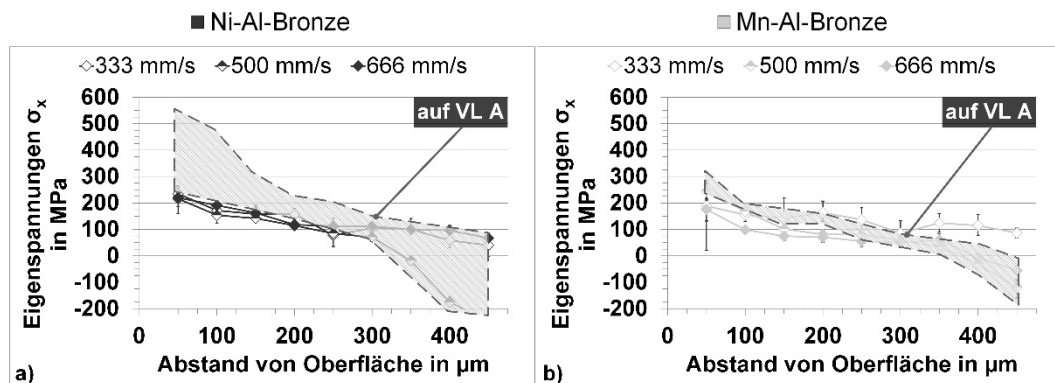 Ni-Al-Bronze
Mn-Al-Bronze
333 mm/s 500 mm/s 666 mm/s
auf VL A
Eigenspannungen σx
in MPa
600
500
400
300
200
100
0
-100
-200
0 100 200 300 400
Abstand von Oberfläche in µm
a)
333 mm/s 500 mm/s 666 mm/s
auf VL A
Eigenspannungen σx
in MPa
600
500
400
300
200
100
0
-100
-200
0 100 200 300 400
Abstand von Oberfläche in µm
b)